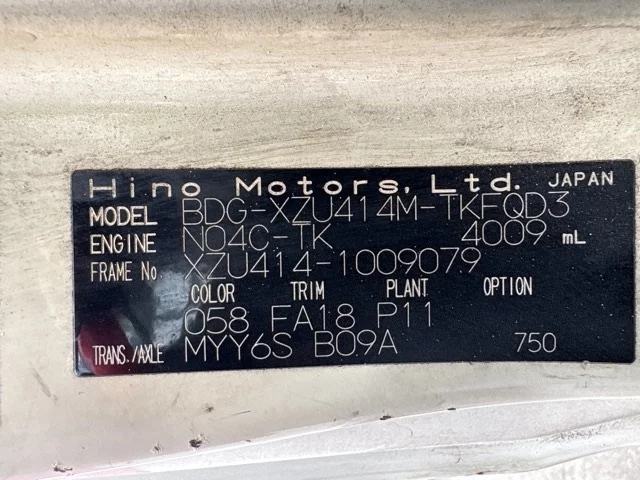 Hino Motors, Ltd. JAPAN
MODEL BDG-XZU414M-TKFQD3
ENGINE N04C-TK 4009 mL
FRAME No. XZU414-1009079
COLOR TRIM PLANT OPTION
058 FA18 P11
TRANS./AXLE MYY6S B09A 750